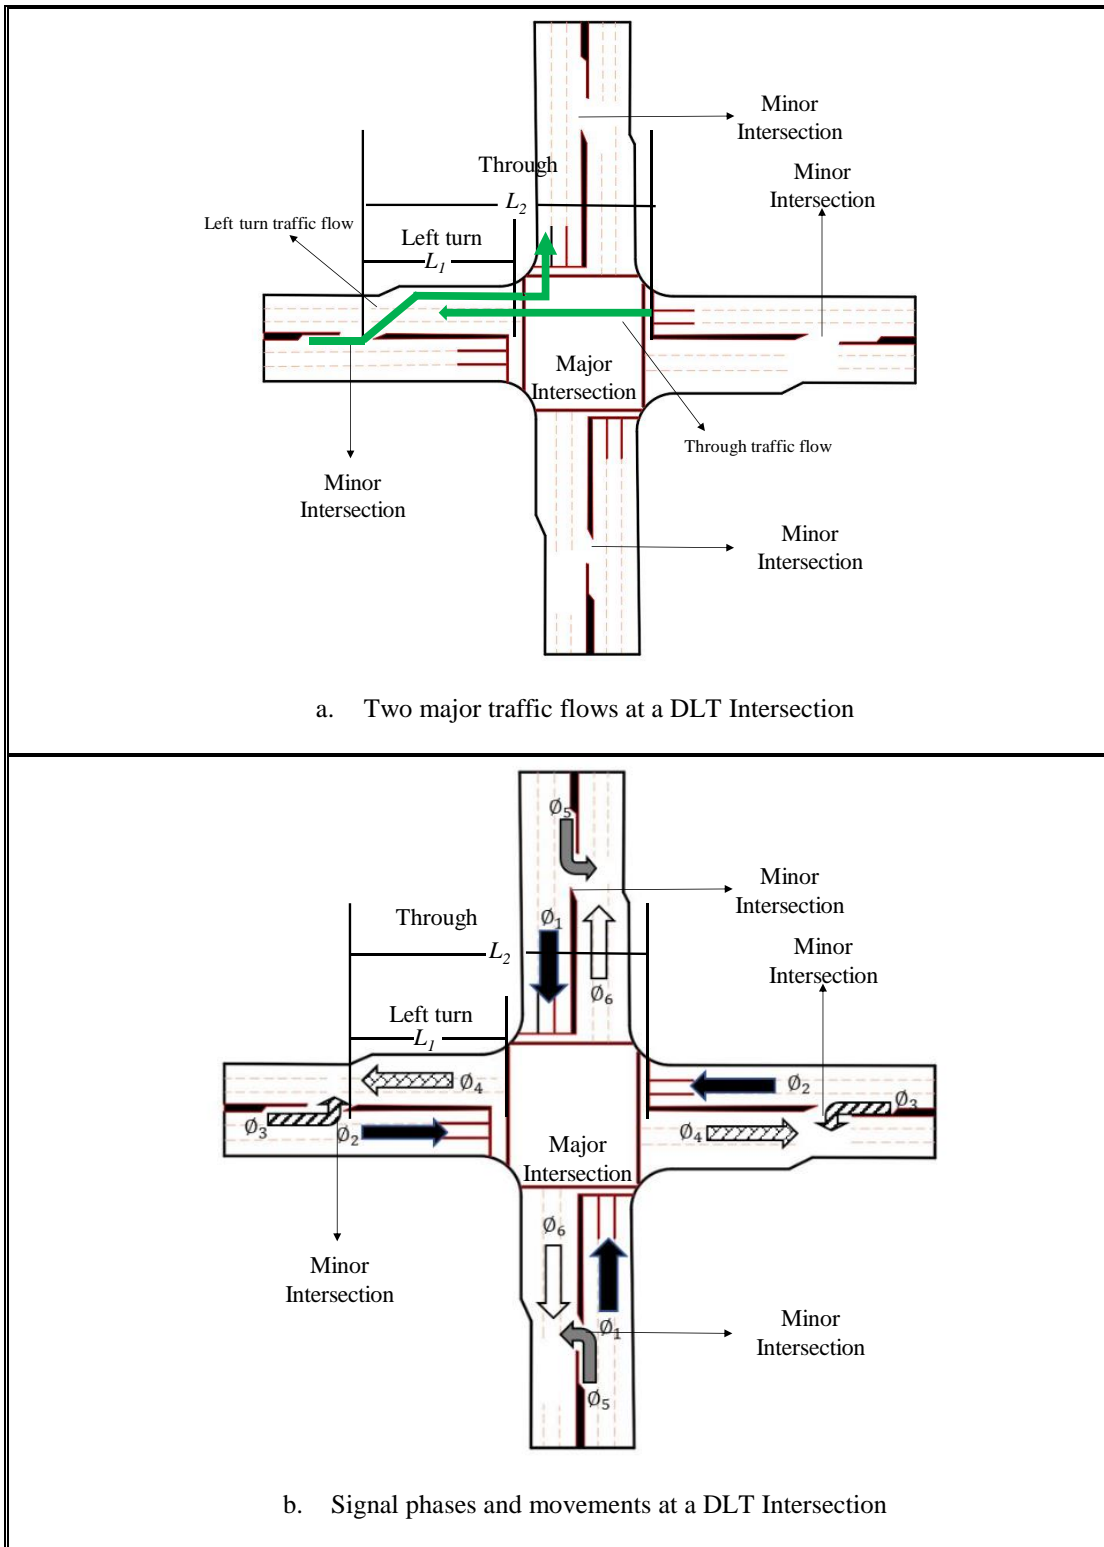 Minor
Intersection
Through
L2
Minor
Intersection
Left turn traffic flow
Left turn
L1
Major
Intersection
Through traffic flow
Minor
Intersection
Minor
Intersection
a. Two major traffic flows at a DLT Intersection
Ø5
Minor
Intersection
Through
Ø1
L2
Minor
Intersection
Ø6
Left turn
L1
Ø4
Ø2
Ø3
Ø3
Ø2
Ø4
Major
Intersection
Ø6
Minor
Intersection
Ø1
Minor
Intersection
Ø5
b. Signal phases and movements at a DLT Intersection